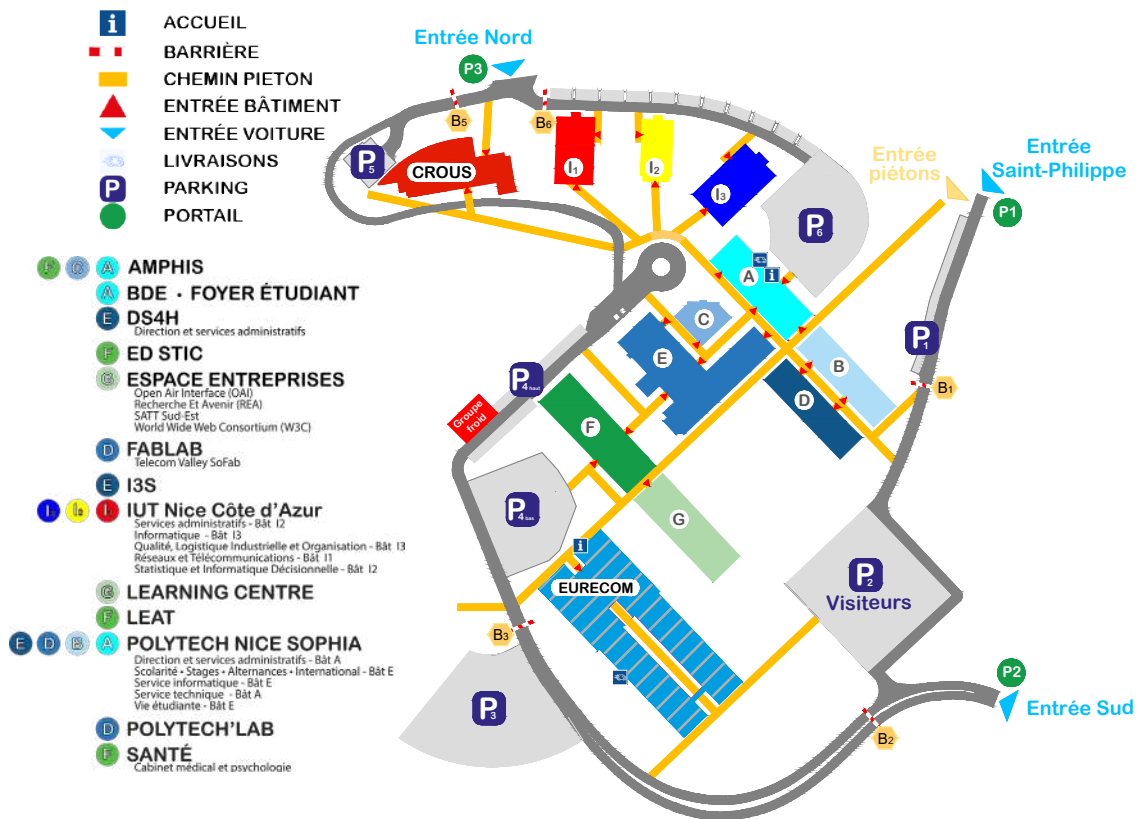 ACCUEIL
BARRIÈRE
CHEMIN PIETON
ENTRÉE BÂTIMENT
ENTRÉE VOITURE
LIVRAISONS
P PARKING
PORTAIL
F C A AMPHIS
A BDE • FOYER ÉTUDIANT
E DS4H
Direction et services administratifs
F ED STIC
G ESPACE ENTREPRISES
Open Air Interface (OAI)
Recherche Et Avenir (REA)
SATT Sud-Est
World Wide Web Consortium (W3C)
D FABLAB
Telecom Valley SoFab
E I3S
I3 I2 I1 IUT Nice Côte d'Azur
Services administratifs - Bât I2
Informatique - Bât I3
Qualité, Logistique Industrielle et Organisation - Bât I3
Réseaux et Télécommunications - Bât I1
Statistique et Informatique Décisionnelle - Bât I2
G LEARNING CENTRE
F LEAT
E D B A POLYTECH NICE SOPHIA
Direction et services administratifs - Bât A
Scolarité • Stages • Alternances • International - Bât E
Service informatique - Bât E
Service technique - Bât A
Vie étudiante - Bât E
D POLYTECH'LAB
F SANTÉ
Cabinet médical et psychologie
Entrée Nord
P3
B5
B6
P5
CROUS
I1
I2
I3
P6
Entrée
piétons
Entrée
Saint-Philippe
P1
A
i
C
E
B
D
P1
B1
P4 haut
Groupe
froid
F
P4 bas
G
i
EURECOM
P2
Visiteurs
B3
P3
P2
Entrée Sud
B2